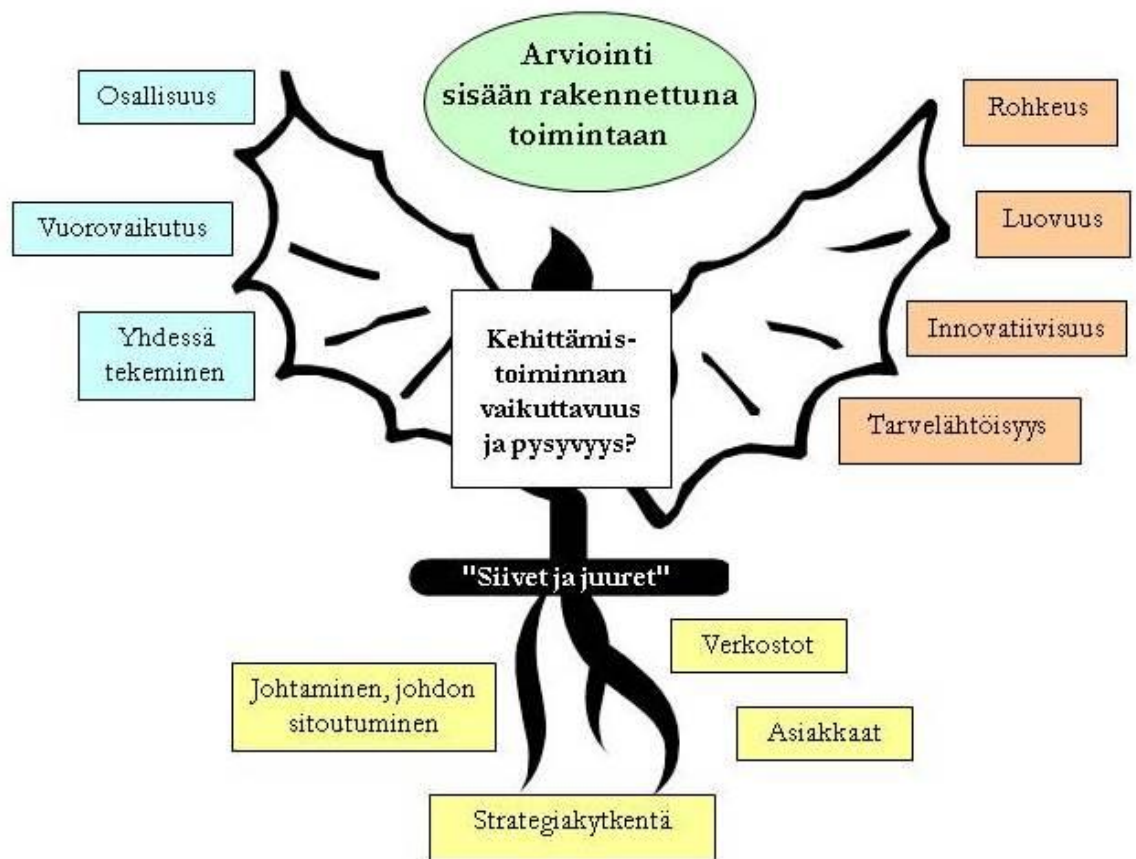 Arviointi
sisään rakennettuna
toimintaan
Osallisuus
Vuorovaikutus
Yhdessä
tekeminen
Rohkeus
Luovuus
Innovatiivisuus
Tarvelähtöisyys
Kehittämis-
toiminnan
vaikuttavuus
ja pysyvyys?
"Siivet ja juuret"
Verkostot
Johtaminen, johdon
sitoutuminen
Asiakkaat
Strategiakytkentä